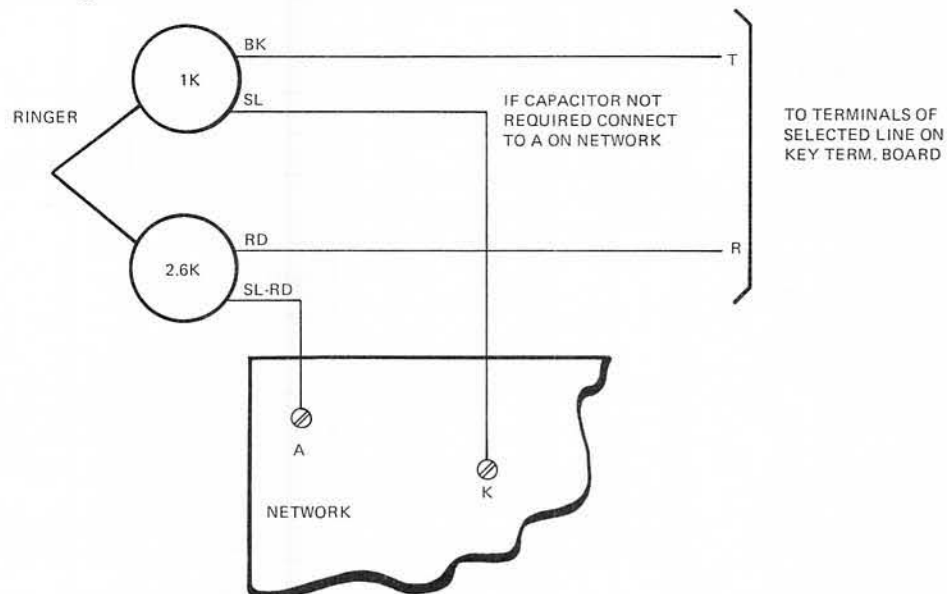 BK
T
1K
SL
RINGER
IF CAPACITOR NOT
REQUIRED CONNECT
TO A ON NETWORK
TO TERMINALS OF
SELECTED LINE ON
KEY TERM. BOARD
RD
R
2.6K
SL-RD
A
K
NETWORK